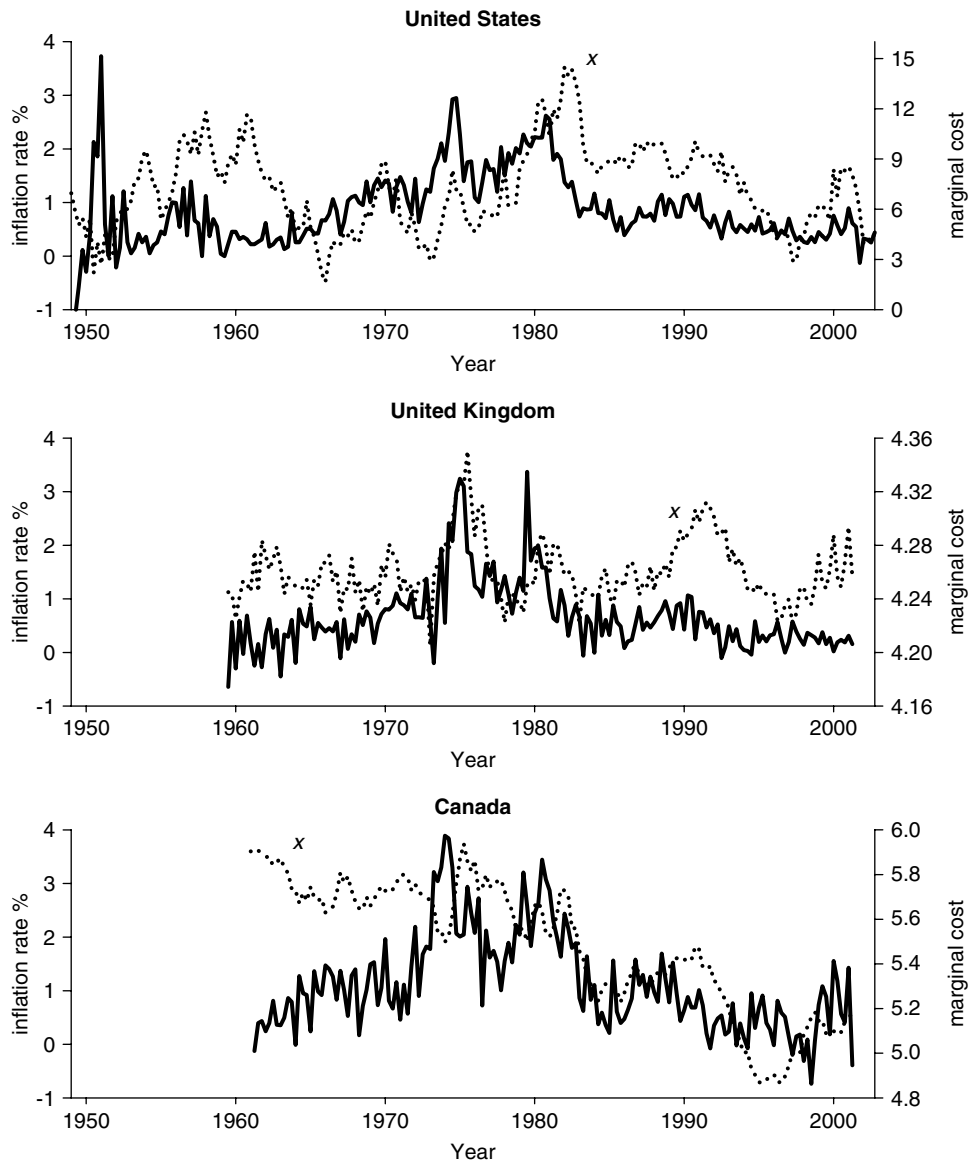 United States
inflation rate %
4
3
2
1
0
-1
x
15
12
9
6
3
0
marginal cost
1950 1960 1970 1980 1990 2000
Year
United Kingdom
inflation rate %
4
3
2
1
0
-1
x
4.36
4.32
4.28
4.24
4.20
4.16
marginal cost
1950 1960 1970 1980 1990 2000
Year
Canada
inflation rate %
4
3
2
1
0
-1
x
6.0
5.8
5.6
5.4
5.2
5.0
4.8
marginal cost
1950 1960 1970 1980 1990 2000
Year